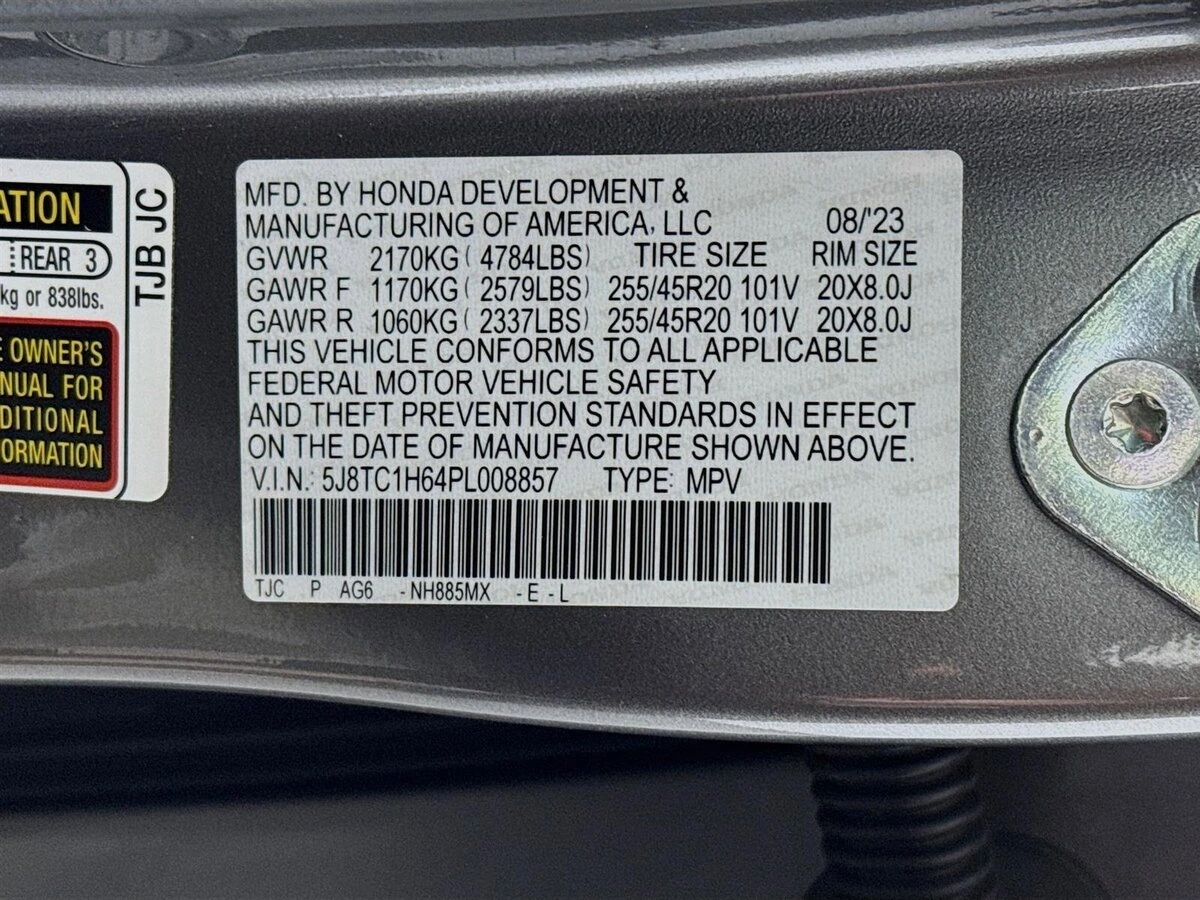 ATION
REAR 3
kg or 838lbs.
OWNER'S
NUAL FOR
DITIONAL
ORMATION
TJB JC
MFD. BY HONDA DEVELOPMENT &
MANUFACTURING OF AMERICA, LLC 08/'23
GVWR 2170KG ( 4784LBS) TIRE SIZE RIM SIZE
GAWR F 1170KG ( 2579LBS) 255/45R20 101V 20X8.0J
GAWR R 1060KG ( 2337LBS) 255/45R20 101V 20X8.0J
THIS VEHICLE CONFORMS TO ALL APPLICABLE
FEDERAL MOTOR VEHICLE SAFETY
AND THEFT PREVENTION STANDARDS IN EFFECT
ON THE DATE OF MANUFACTURE SHOWN ABOVE.
V.I.N.: 5J8TC1H64PL008857 TYPE: MPV
TJC P AG6 - NH885MX - E - L